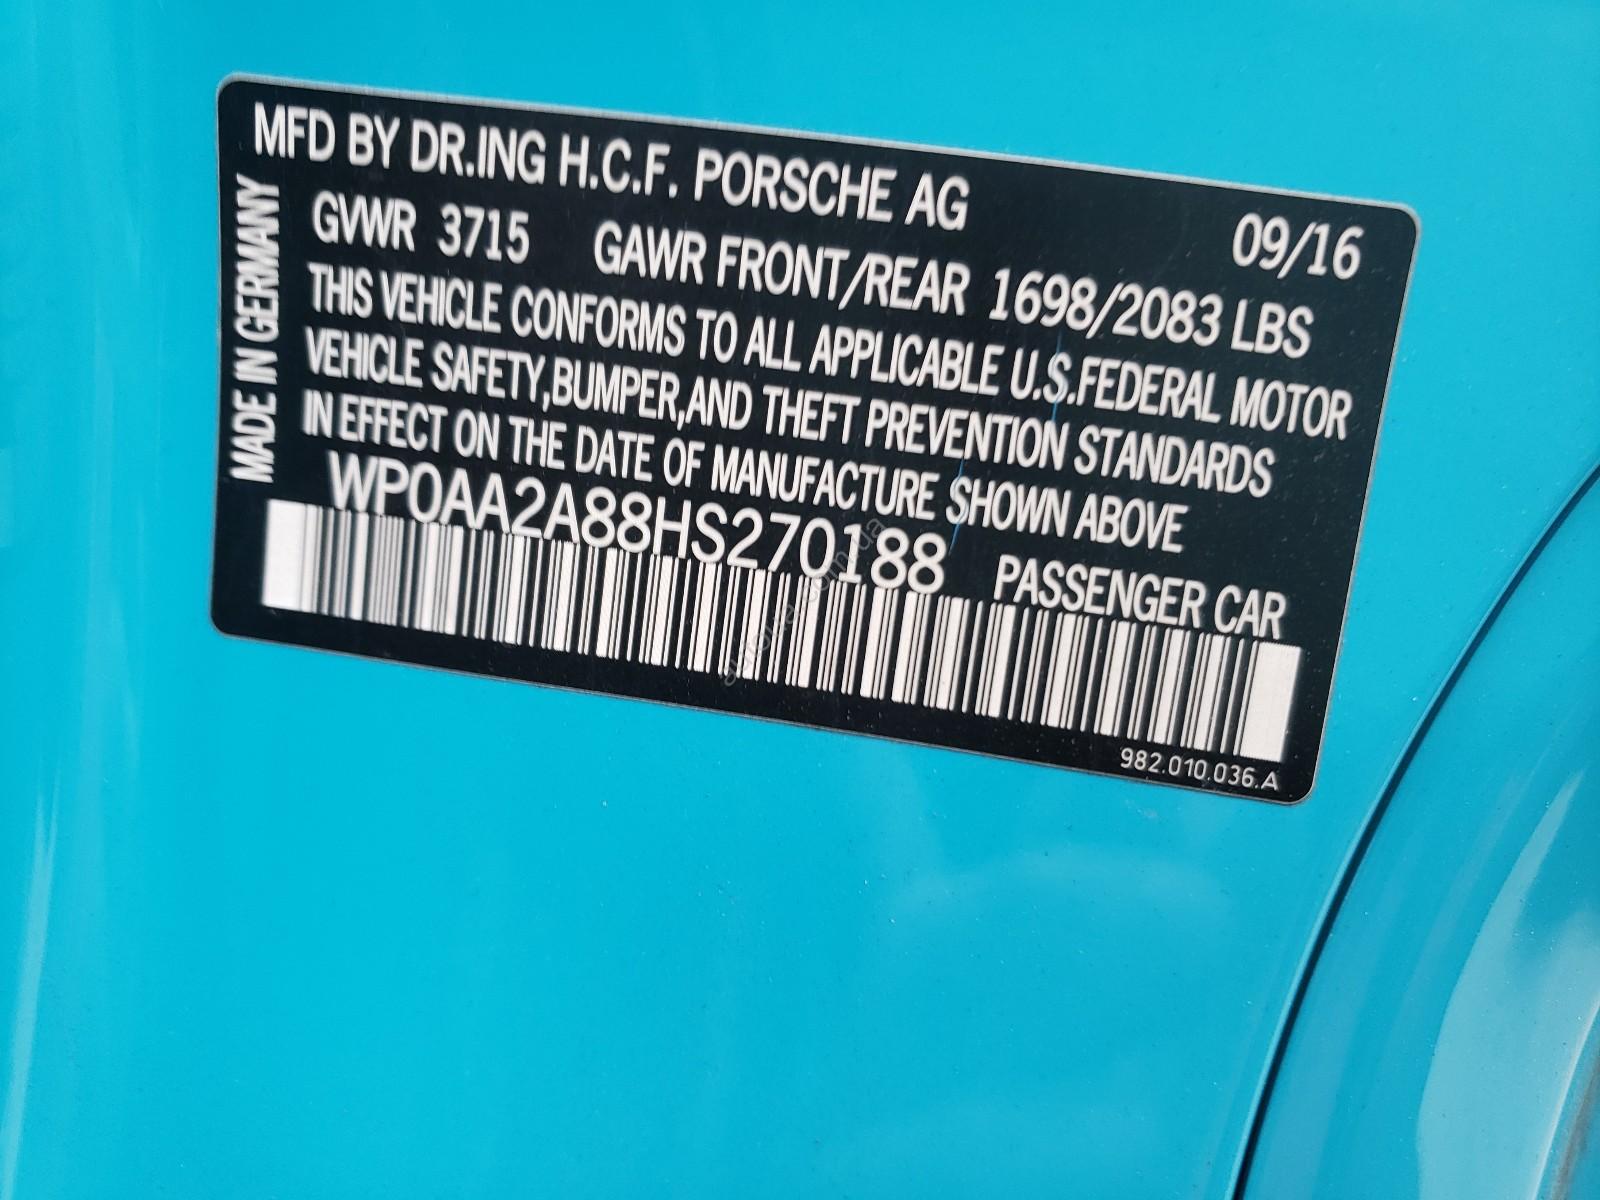 MFD BY DR.ING H.C.F. PORSCHE AG
09/16
MADE IN GERMANY
GVWR 3715 GAWR FRONT/REAR 1698/2083 LBS
THIS VEHICLE CONFORMS TO ALL APPLICABLE U.S.FEDERAL MOTOR
VEHICLE SAFETY,BUMPER,AND THEFT PREVENTION STANDARDS
IN EFFECT ON THE DATE OF MANUFACTURE SHOWN ABOVE
WP0AA2A88HS270188
PASSENGER CAR
982.010.036.A